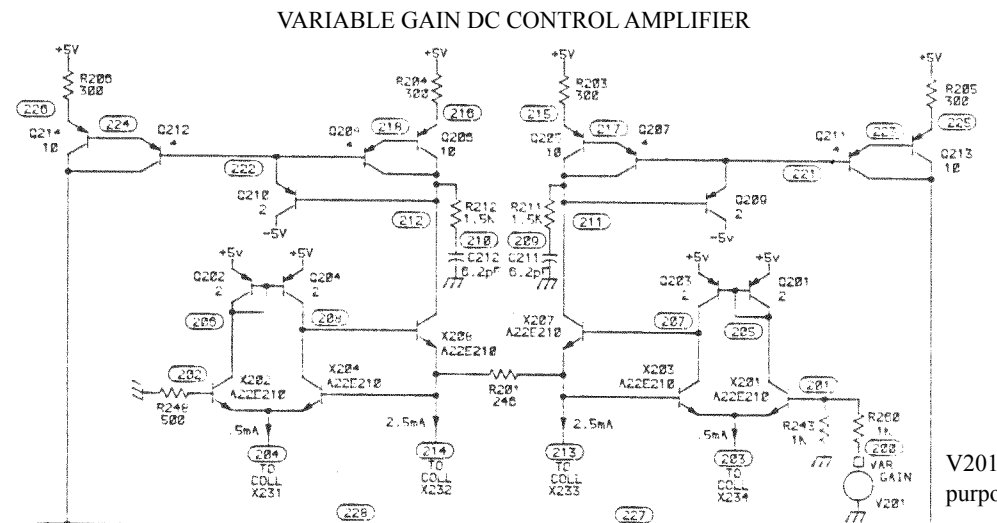 VARIABLE GAIN DC CONTROL AMPLIFIER
+5V +5V +5V +5V
R206 300
R204 300
R203 300
R205 300
226 224 218 216 215 217 223 225
Q214 10
Q212 4
4
Q206 10
10
Q207 4
Q211 4
Q213 10
222 221
Q210 2
-5V
212
R212 1.5K
210
C212 6.2pF
R211 1.5K
209
C211 6.2pF
211
Q209 2
-5v
+5v +5v +5v +5v
Q202 2
Q204 2
Q203 2
Q201 2
206 208 207 205
X206 A22E210
X207 A22E210
202
R248 500
X202 A22E210
X204 A22E210
R201 246
X203 A22E210
X201 A22E210
201
R243 1K
R260 1K
200
.5mA 2.5mA 2.5mA .5mA
204 TO COLL X231
214 TO COLL X232
213 TO COLL X233
203 TO COLL X234
VAR GAIN
V201
V201
228 227